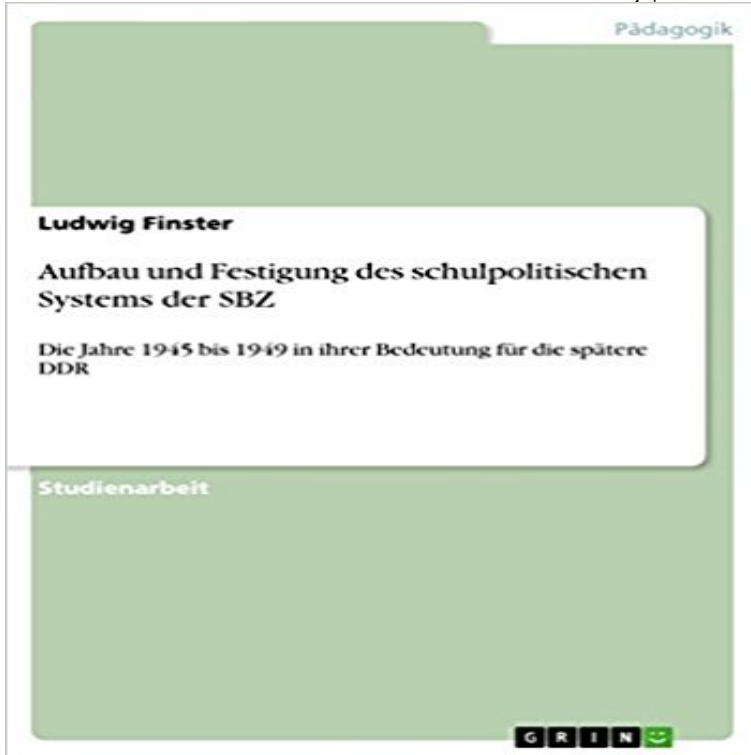 Pädagogik
Ludwig Finster
Aufbau und Festigung des schulpolitischen
Systems der SBZ
Die Jahre 1945 bis 1949 in ihrer Bedeutung für die spätere
DDR
Studienarbeit
GRIN